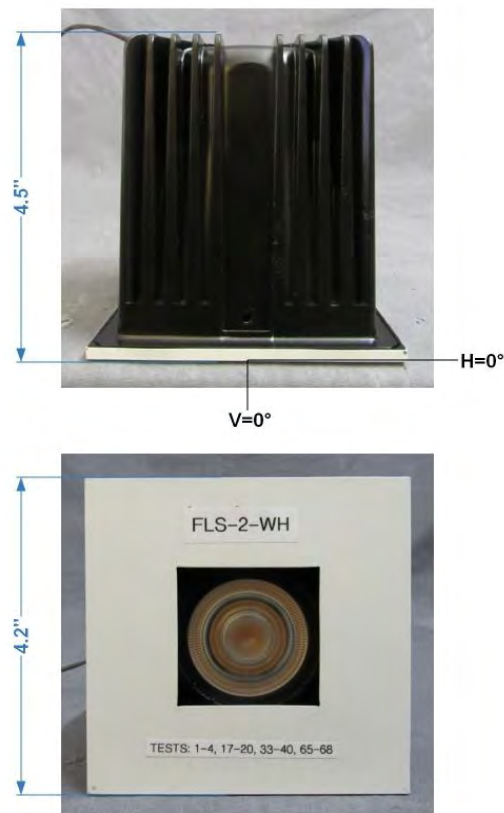 4.5"
H=0°
V=0°
FLS-2-WH
4.2"
TESTS: 1-4, 17-20, 33-40, 65-68